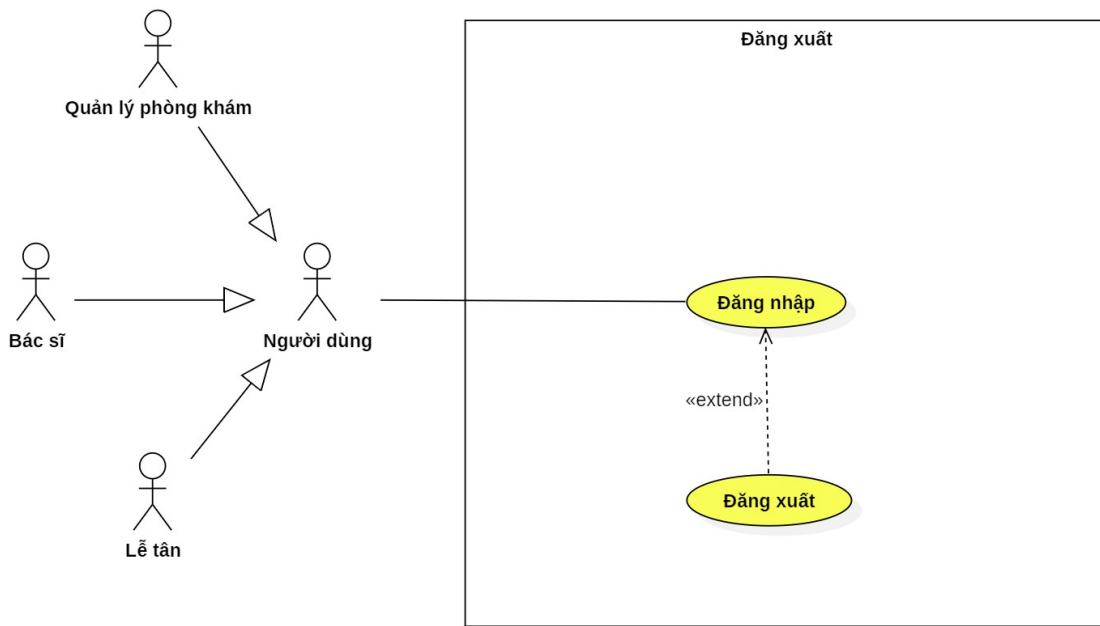 Đăng xuất
Quản lý phòng khám
Bác sĩ
Người dùng
Đăng nhập
«extend»
Đăng xuất
Lễ tân